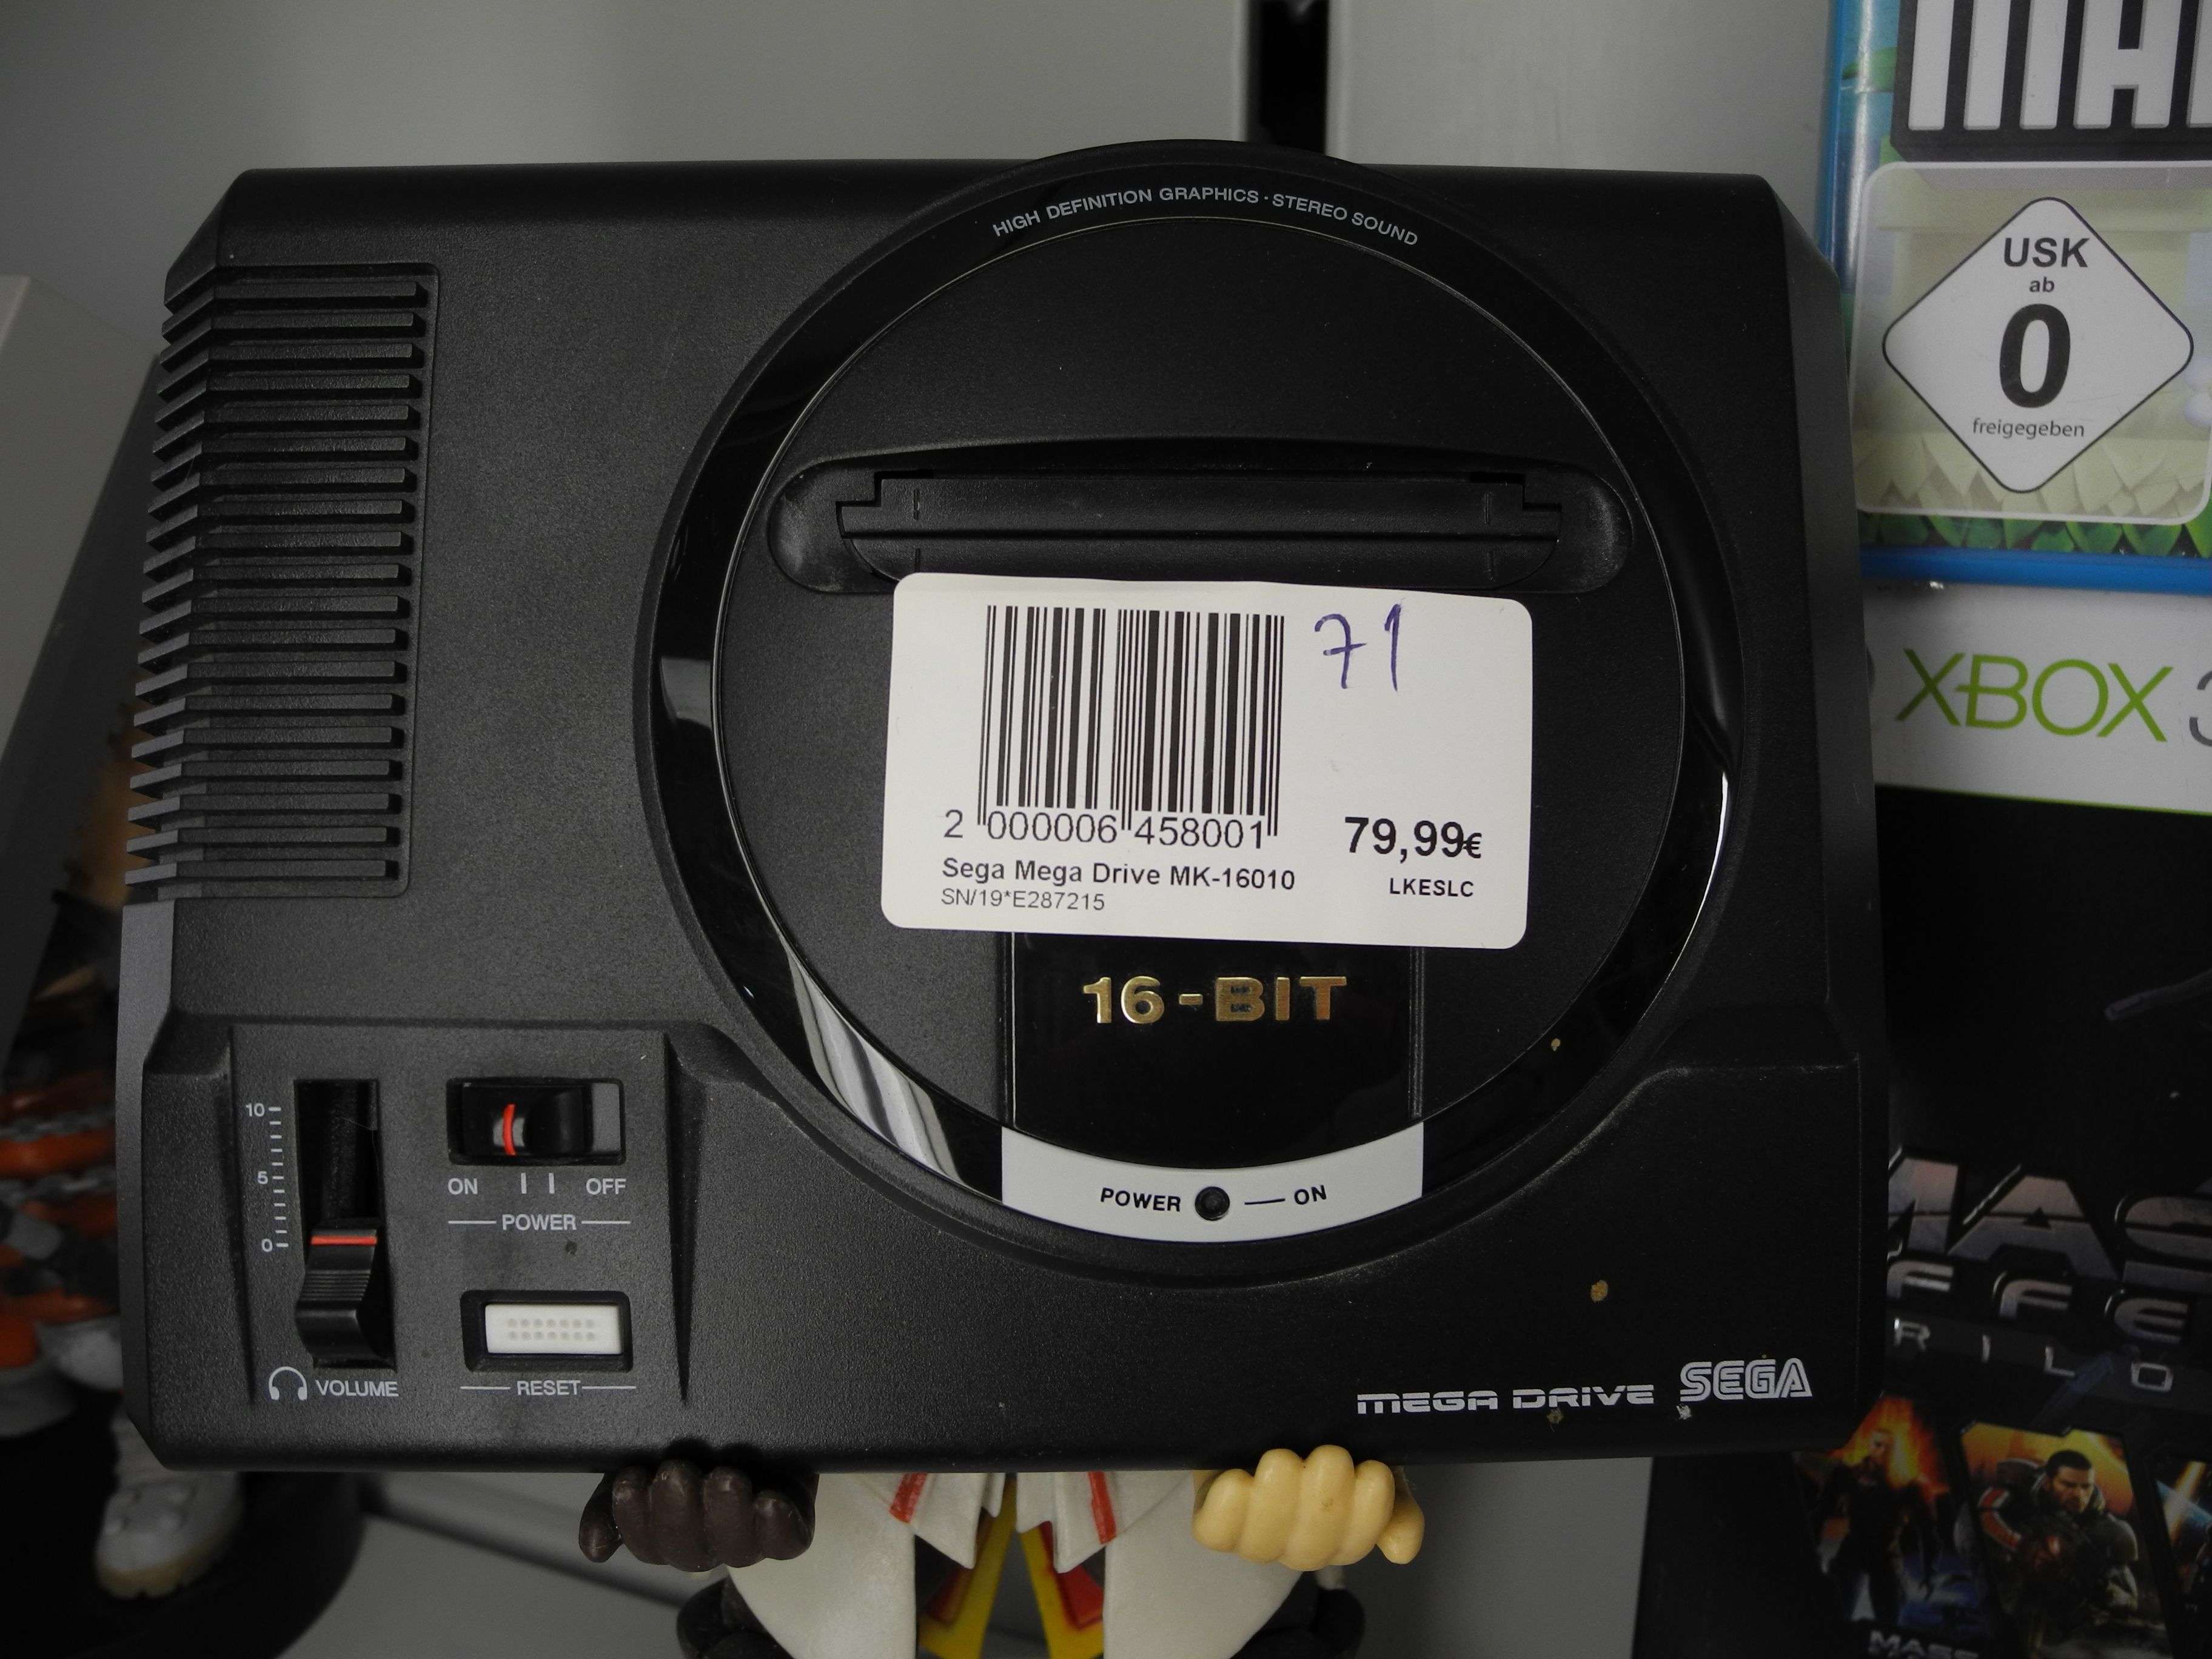 HIGH DEFINITION GRAPHICS · STEREO SOUND
71
2 000006 458001
79,99€
Sega Mega Drive MK-16010
LKESLC
SN/19*E287215
16-BIT
POWER — ON
10
5
0
ON OFF
POWER
VOLUME
RESET
MEGA DRIVE SEGA
USK
ab
0
freigegeben
XBOX